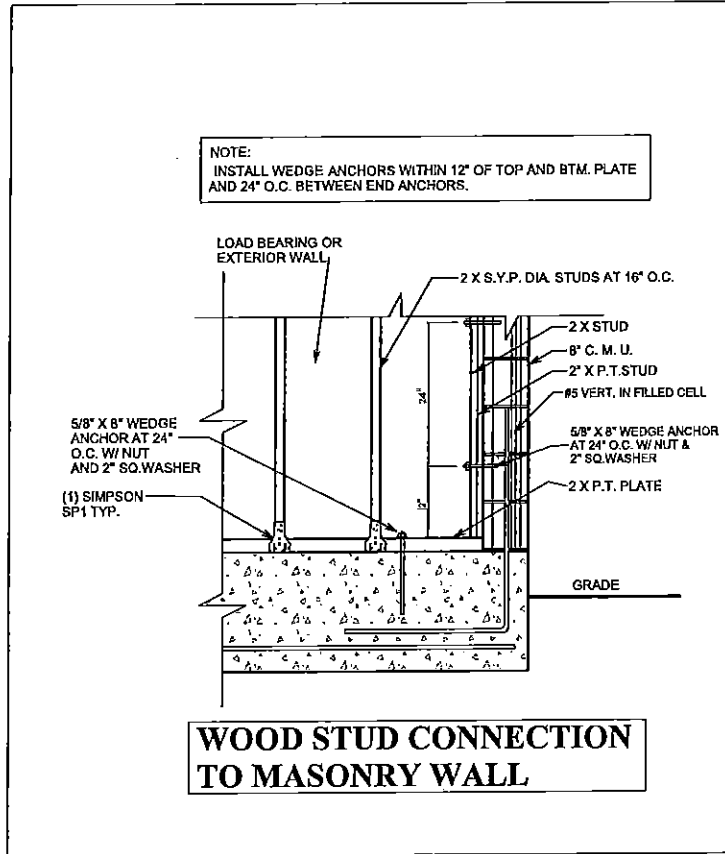 NOTE:
INSTALL WEDGE ANCHORS WITHIN 12" OF TOP AND BTM. PLATE
AND 24" O.C. BETWEEN END ANCHORS.
LOAD BEARING OR
EXTERIOR WALL
2 X S.Y.P. DIA. STUDS AT 16" O.C.
2 X STUD
8" C. M. U.
2" X P.T.STUD
#5 VERT. IN FILLED CELL
24"
5/8" X 8" WEDGE
ANCHOR AT 24"
O.C. W/ NUT
AND 2" SQ.WASHER
5/8" X 8" WEDGE ANCHOR
AT 24" O.C. W/ NUT &
2" SQ.WASHER
(1) SIMPSON
SP1 TYP.
2 X P.T. PLATE
GRADE
WOOD STUD CONNECTION
TO MASONRY WALL